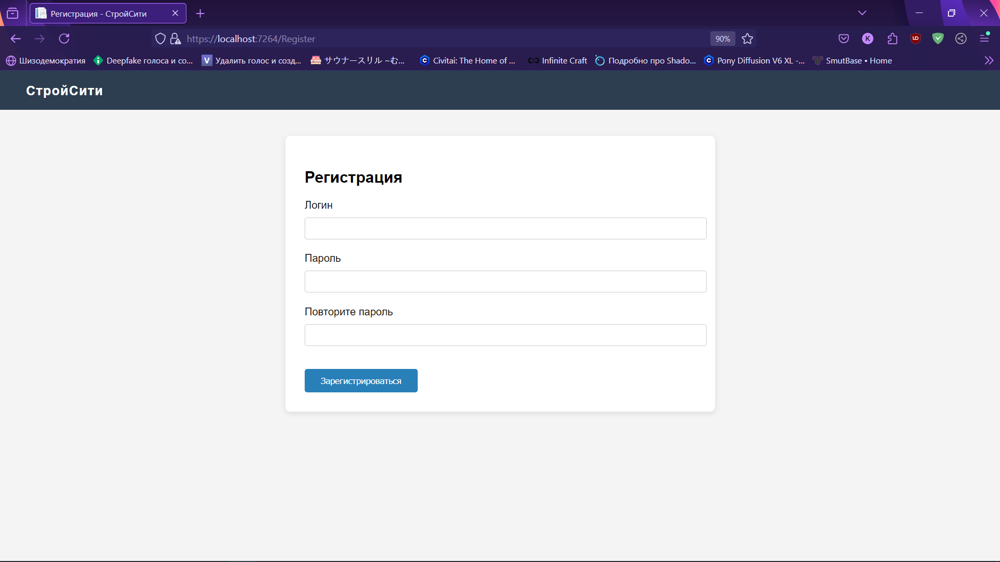 Регистрация - СтройСити
https://localhost:7264/Register
90%
K
Шизодемократия
Deepfake голоса и со...
V
Удалить голос и созд...
サウナースリル ~む...
Civitai: The Home of ...
Infinite Craft
Подробно про Shado...
Pony Diffusion V6 XL -...
SmutBase • Home
СтройСити
Регистрация
Логин
Пароль
Повторите пароль
Зарегистрироваться